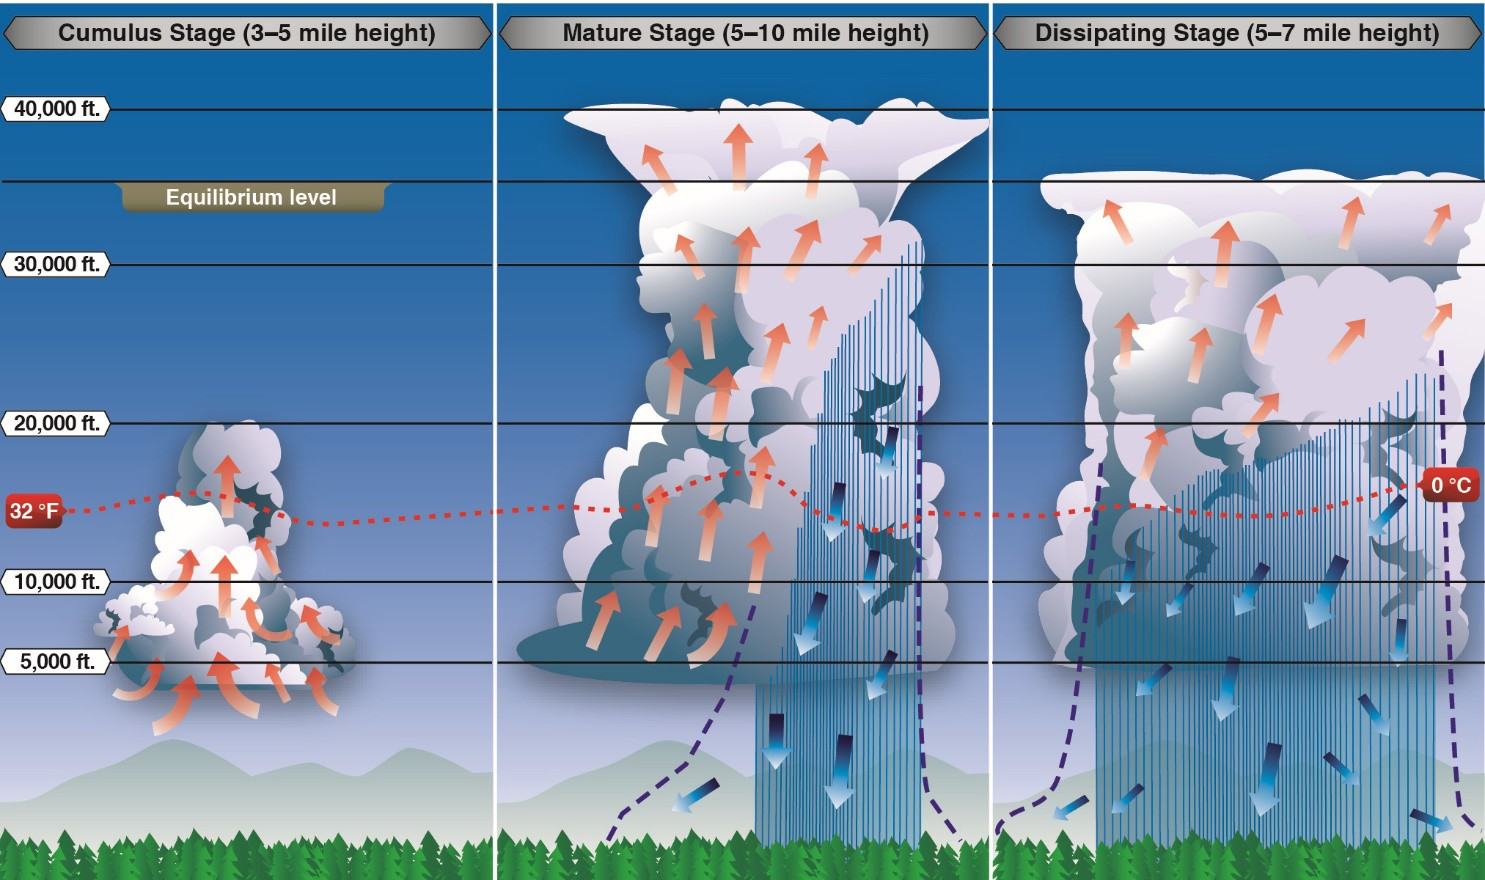 Cumulus Stage (3–5 mile height)
Mature Stage (5–10 mile height)
Dissipating Stage (5–7 mile height)
40,000 ft.
Equilibrium level
30,000 ft.
20,000 ft.
32 °F
0 °C
10,000 ft.
5,000 ft.